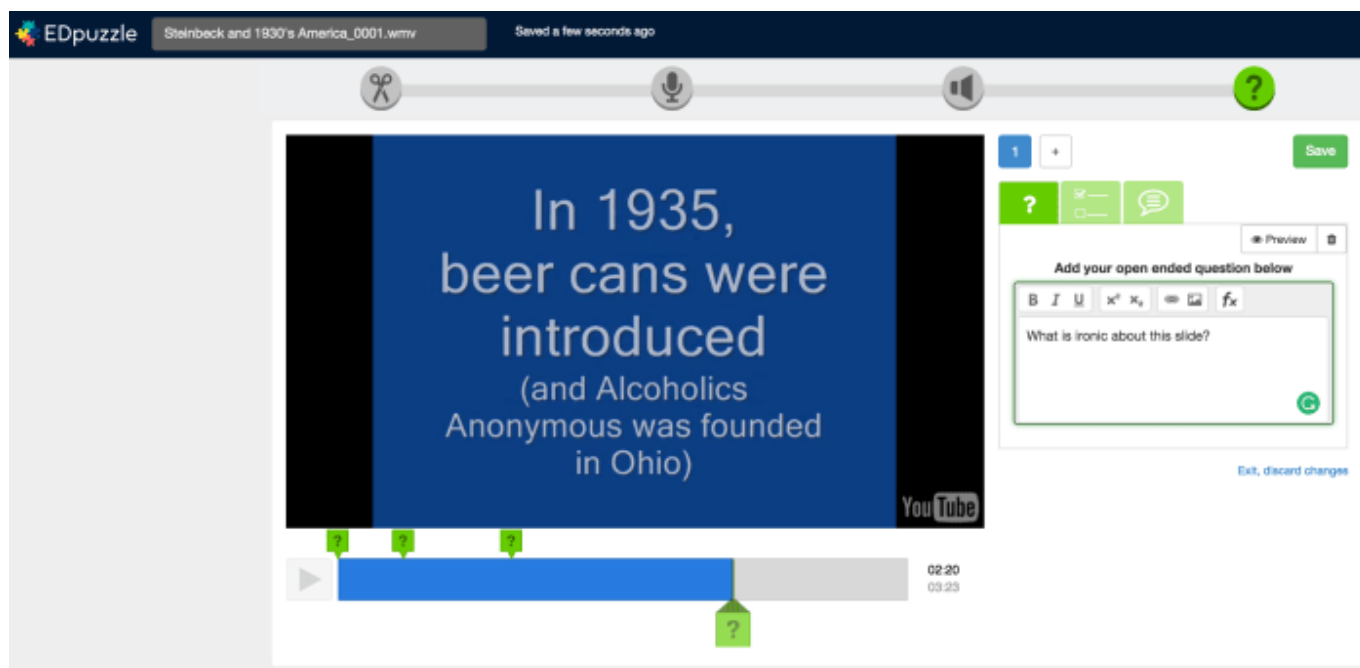 EDpuzzle
Steinbeck and 1930's America_0001.wmv
Saved a few seconds ago
?
In 1935,
beer cans were
introduced
(and Alcoholics
Anonymous was founded
in Ohio)
YouTube
1 +
Save
?
Preview
Add your open ended question below
B I U x² x₂ fx
What is ironic about this slide?
G
Exit, discard changes
? ? ?
02:20
03:23
?